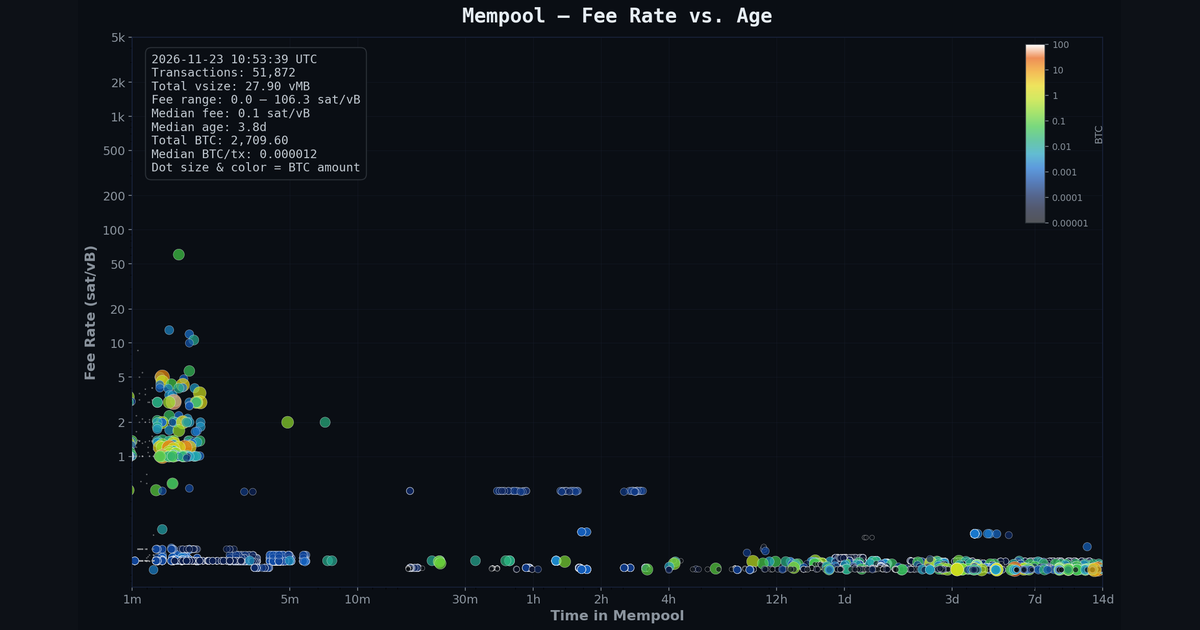 Mempool — Fee Rate vs. Age
2026-11-23 10:53:39 UTC
Transactions: 51,872
Total vsize: 27.90 vMB
Fee range: 0.0 – 106.3 sat/vB
Median fee: 0.1 sat/vB
Median age: 3.8d
Total BTC: 2,709.60
Median BTC/tx: 0.000012
Dot size & color = BTC amount
100
10
1
0.1
0.01
0.001
0.0001
0.00001
BTC
5k
2k
1k
500
200
100
50
20
10
5
2
1
Fee Rate (sat/vB)
1m
5m
10m
30m
1h
2h
4h
12h
1d
3d
7d
14d
Time in Mempool